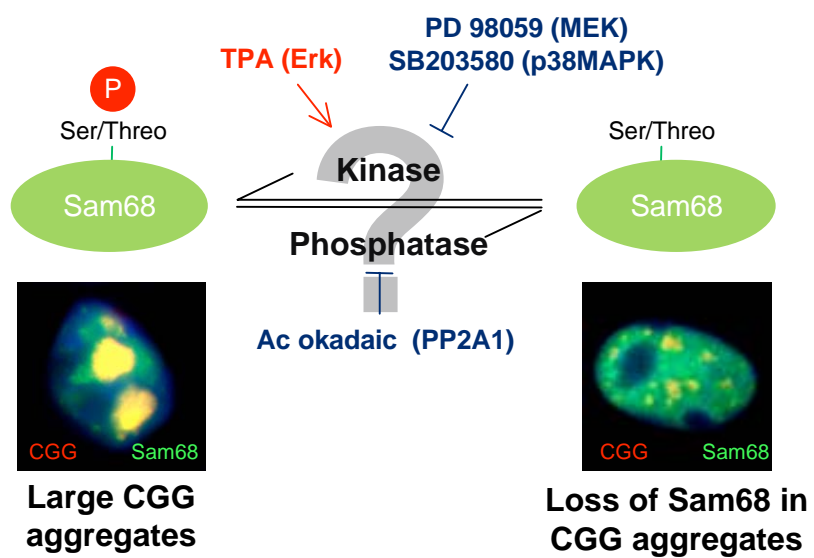 PD 98059 (MEK)
TPA (Erk)
SB203580 (p38MAPK)
P
Ser/Threo
Ser/Threo
Kinase
Sam68
Sam68
Phosphatase
?
Ac okadaic (PP2A1)
CGG Sam68
CGG Sam68
Large CGG
aggregates
Loss of Sam68 in
CGG aggregates